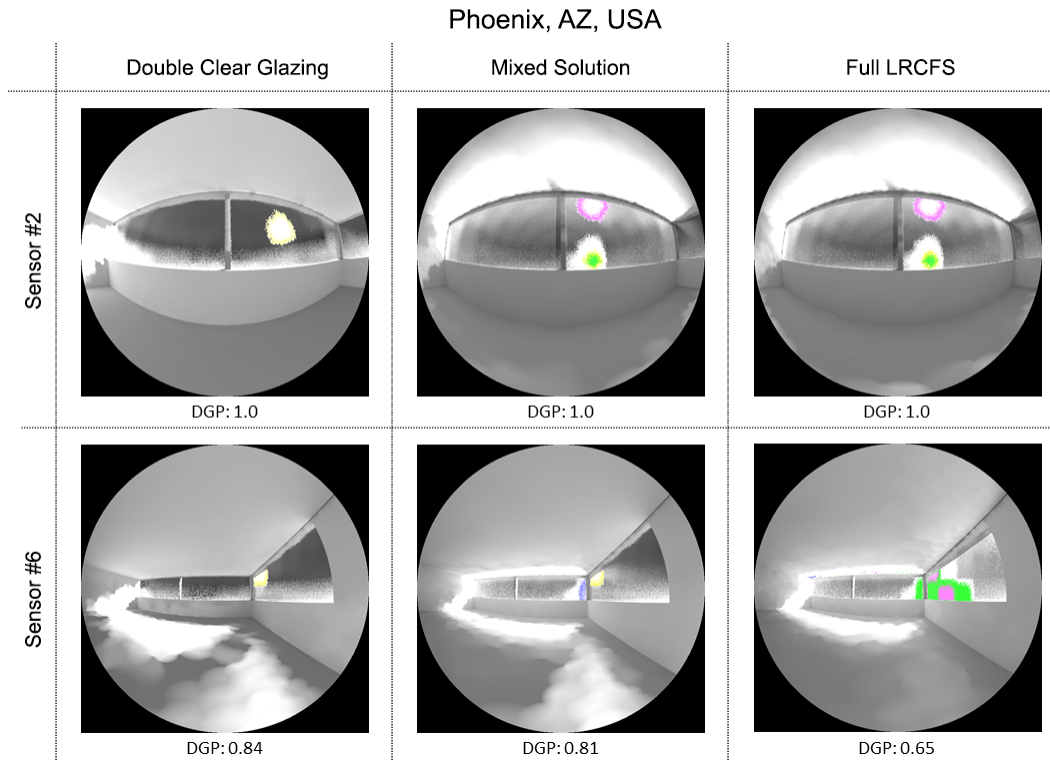 Phoenix, AZ, USA
Double Clear Glazing
Mixed Solution
Full LRCFS
Sensor #2
DGP: 1.0
DGP: 1.0
DGP: 1.0
Sensor #6
DGP: 0.84
DGP: 0.81
DGP: 0.65